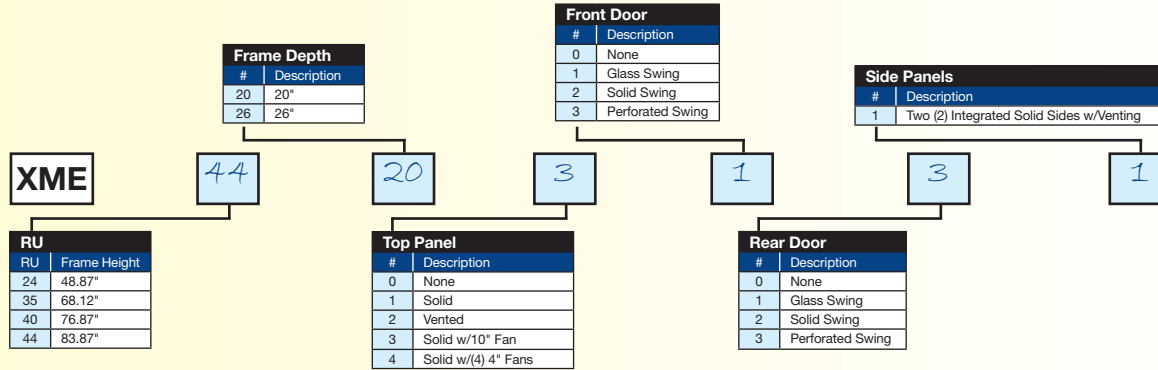 Front Door
# Description
0 None
1 Glass Swing
2 Solid Swing
3 Perforated Swing
Frame Depth
# Description
20 20"
26 26"
Side Panels
# Description
1 Two (2) Integrated Solid Sides w/Venting
XME 44 20 3 1 3 1
RU
RU Frame Height
24 48.87"
35 68.12"
40 76.87"
44 83.87"
Top Panel
# Description
0 None
1 Solid
2 Vented
3 Solid w/10" Fan
4 Solid w/(4) 4" Fans
Rear Door
# Description
0 None
1 Glass Swing
2 Solid Swing
3 Perforated Swing